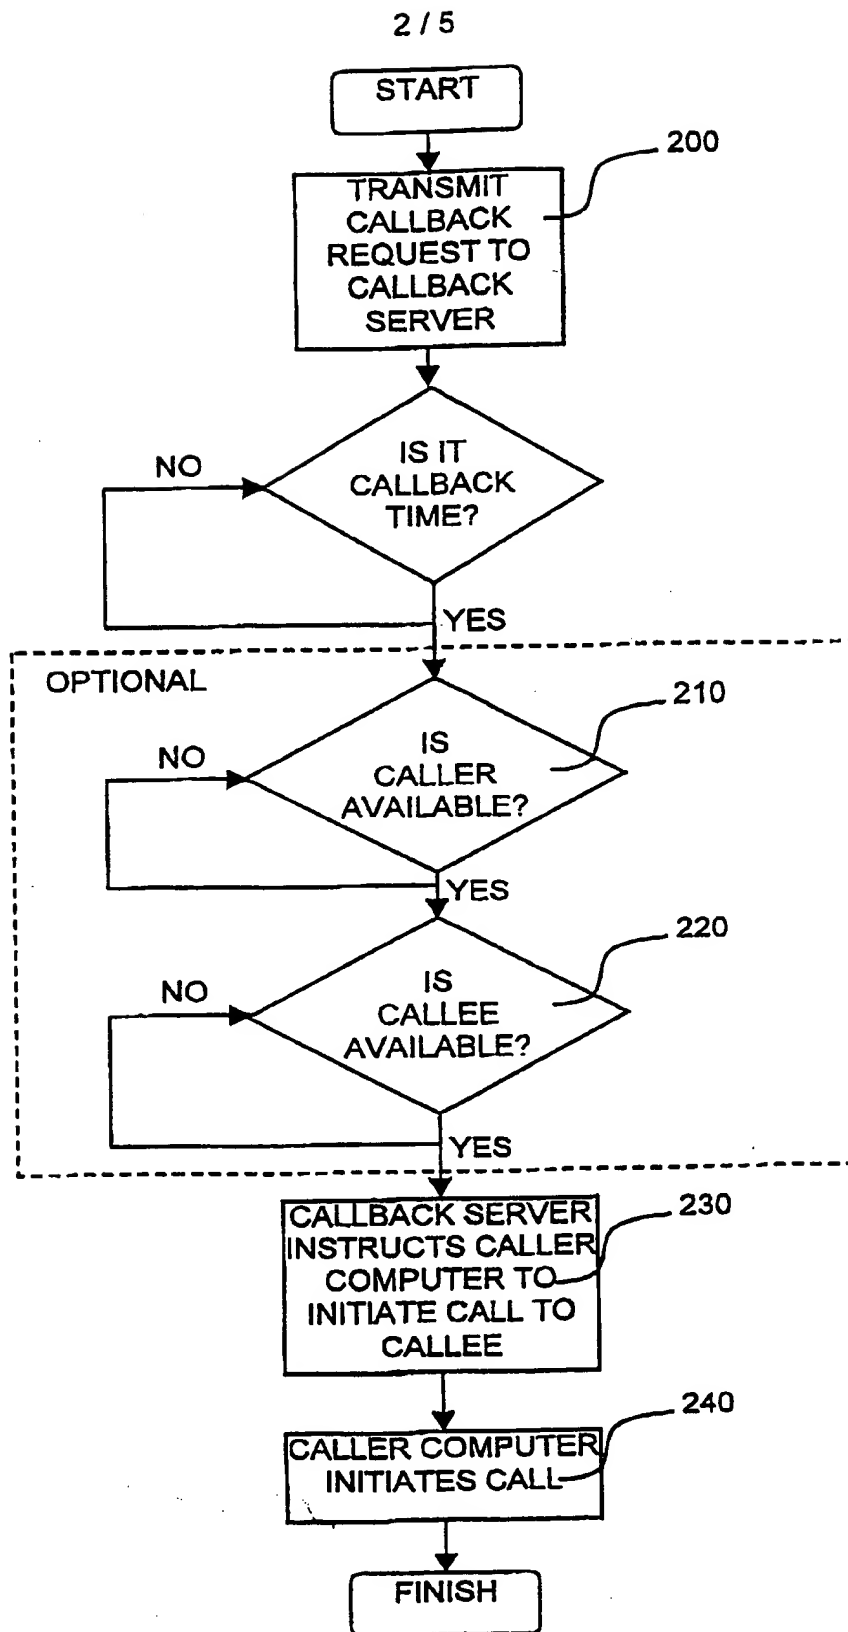 2 / 5
START
200
TRANSMIT
CALLBACK
REQUEST TO
CALLBACK
SERVER
IS IT
CALLBACK
TIME?
NO
YES
OPTIONAL
210
IS
CALLER
AVAILABLE?
NO
YES
220
IS
CALLEE
AVAILABLE?
NO
YES
230
CALLBACK SERVER
INSTRUCTS CALLER
COMPUTER TO
INITIATE CALL TO
CALLEE
240
CALLER COMPUTER
INITIATES CALL
FINISH